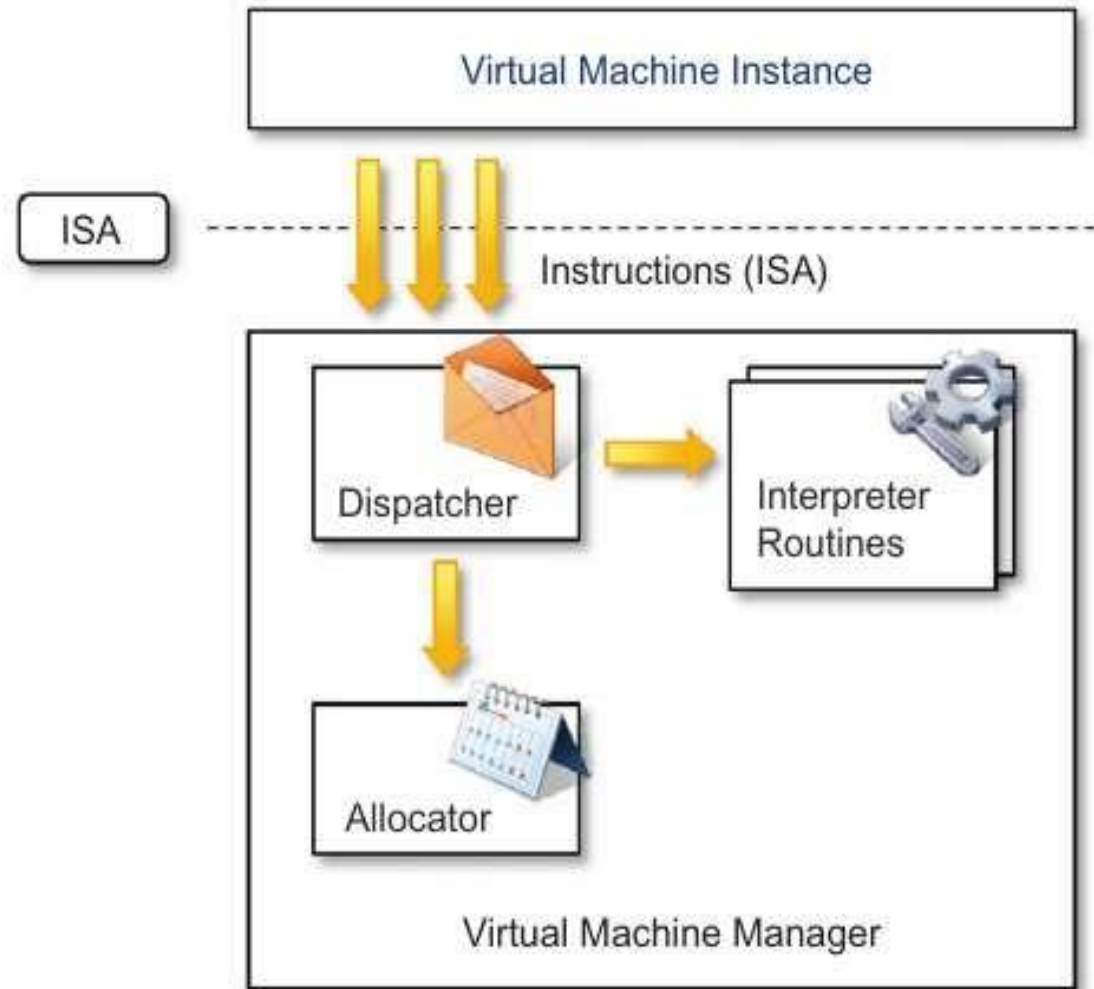 Virtual Machine Instance
ISA
Instructions (ISA)
Dispatcher
Interpreter
Routines
Allocator
Virtual Machine Manager